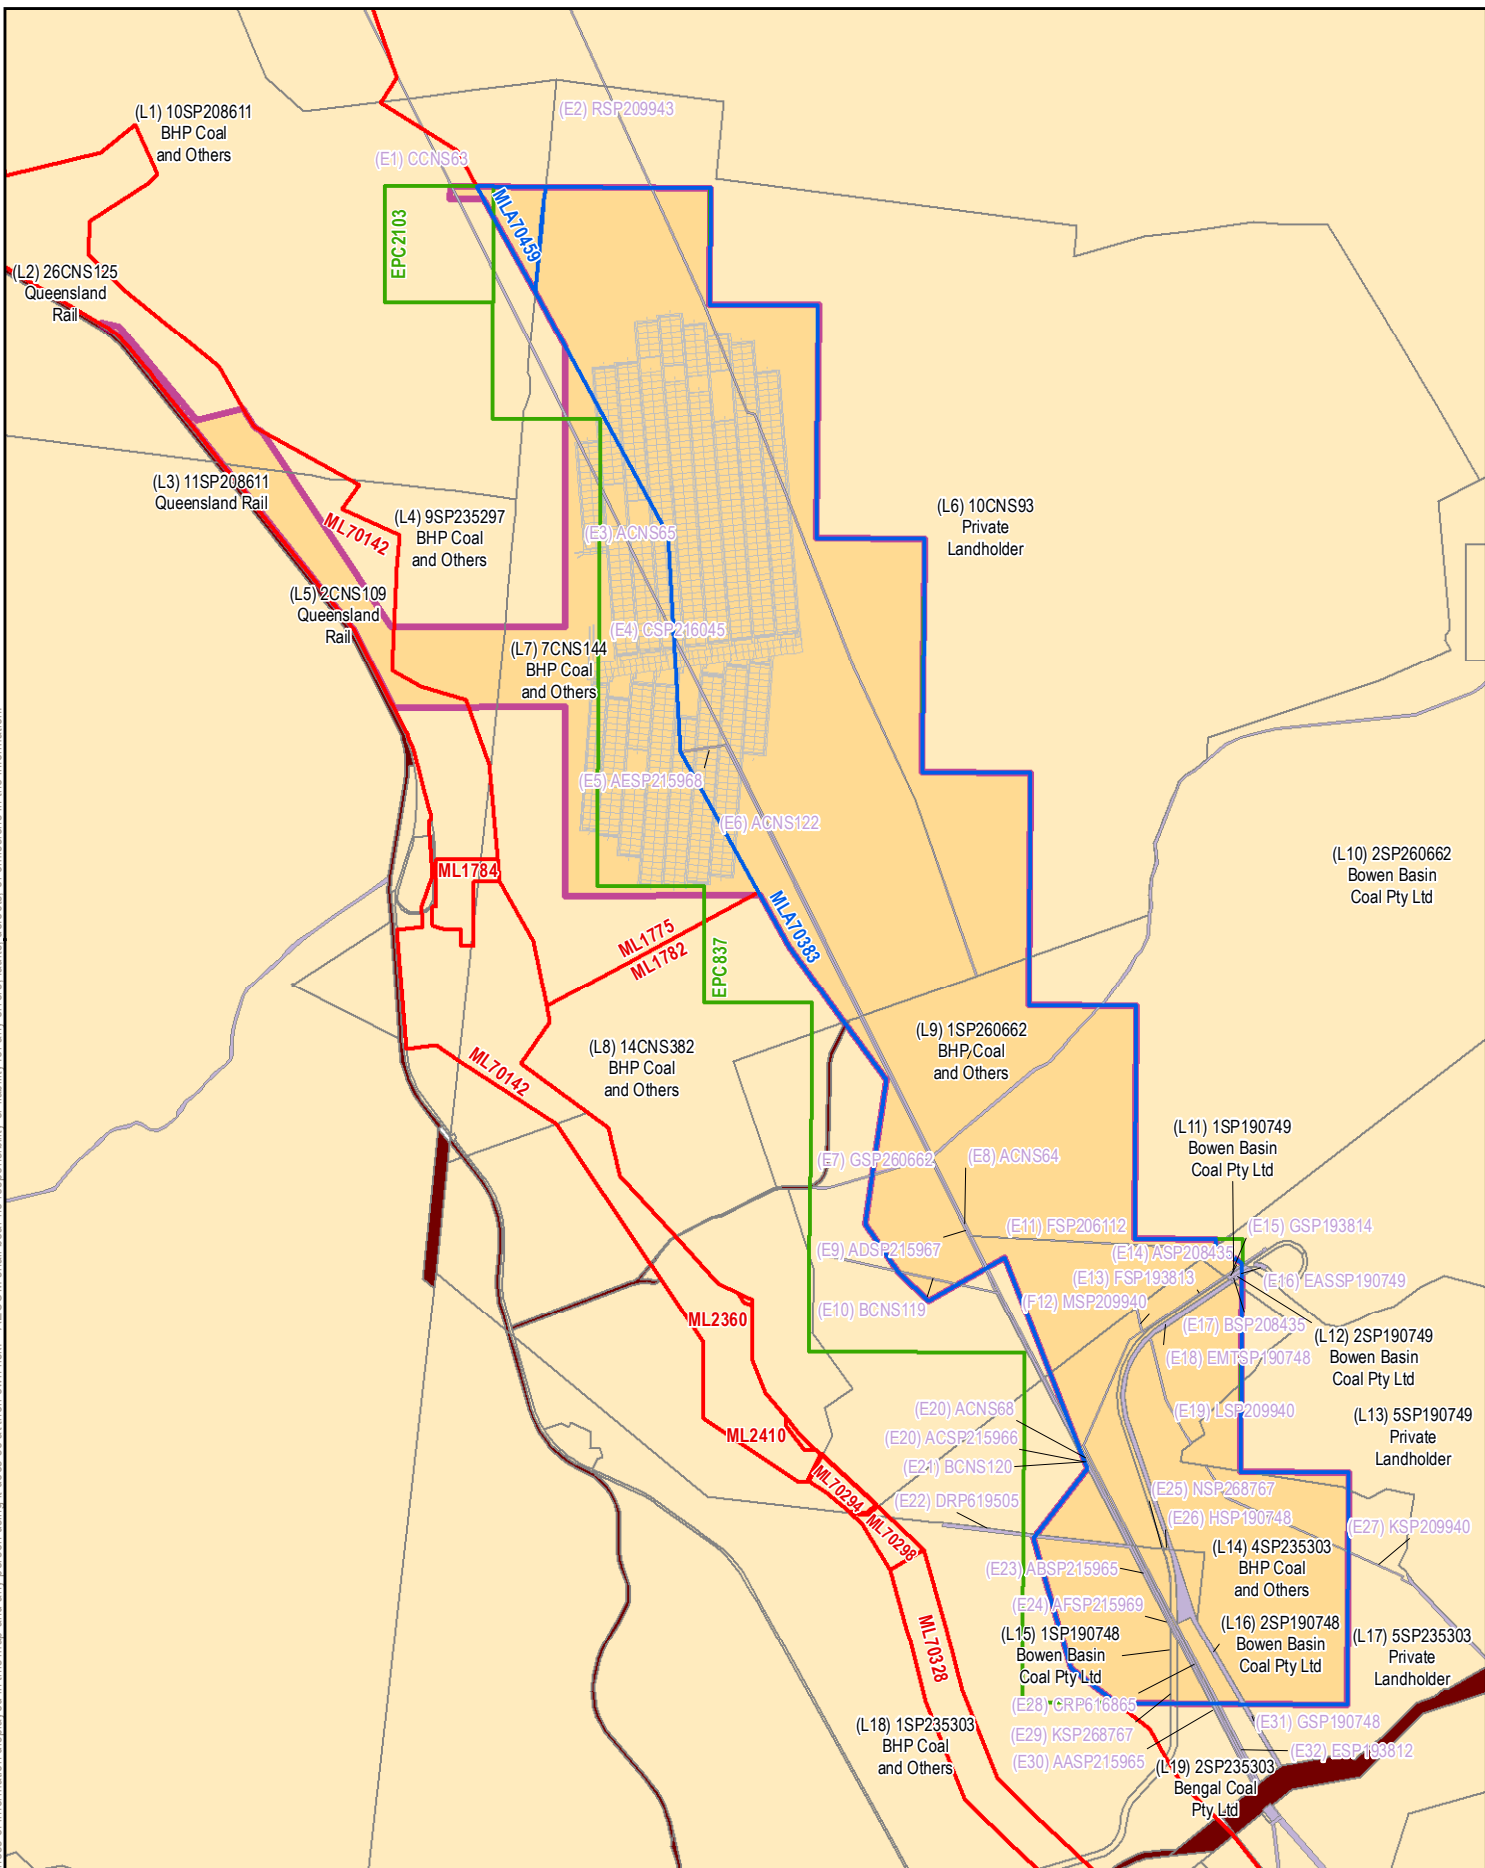 (E2) RSP209943
(L1) 10SP208611
BHP Coal
and Others
(E1) CCNS63
MLA70459
EPC2103
(L2) 26CNS125
Queensland
Rail
(L3) 11SP208611
Queensland Rail
ML70142
(L4) 9SP235297
BHP Coal
and Others
(E3) ACNS65
(L6) 10CNS93
Private
Landholder
(L5) 2CNS109
Queensland
Rail
(E4) CSP216045
(L7) 7CNS144
BHP Coal
and Others
(E5) AESP215968
(E6) ACNS122
(L10) 2SP260662
Bowen Basin
Coal Pty Ltd
ML1784
ML1775
ML1782
MLA70383
EPC837
(L9) 1SP260662
BHP Coal
and Others
(L8) 14CNS382
BHP Coal
and Others
ML70142
(L11) 1SP190749
Bowen Basin
Coal Pty Ltd
(E7) GSP260662
(E8) ACNS64
(E11) FSP206112
(E15) GSP193814
(E9) ADSP215967
(E14) ASP208435
(E13) FSP193813
(E16) EASSP190749
(E10) BCNS119
(F12) MSP209940
(E17) BSP208435
ML2360
(L12) 2SP190749
Bowen Basin
Coal Pty Ltd
(E18) EMTSP190748
(E20) ACNS68
(E19) LSP209940
(L13) 5SP190749
Private
Landholder
ML2410
(E20) ACSP215966
(E21) BCNS120
ML70294
(E22) DRP619505
(E25) NSP268767
(E26) HSP190748
(E27) KSP209940
ML70298
(L14) 4SP235303
BHP Coal
and Others
(E23) ABSP215965
(E24) AFSP215969
(L15) 1SP190748
Bowen Basin
Coal Pty Ltd
(L16) 2SP190748
Bowen Basin
Coal Pty Ltd
(L17) 5SP235303
Private
Landholder
ML70328
(E28) CRP616865
(L18) 1SP235303
BHP Coal
and Others
(E29) KSP268767
(E31) GSP190748
(E30) AASP215965
(E32) ESP193812
(L19) 2SP235303
Bengal Coal
Pty Ltd